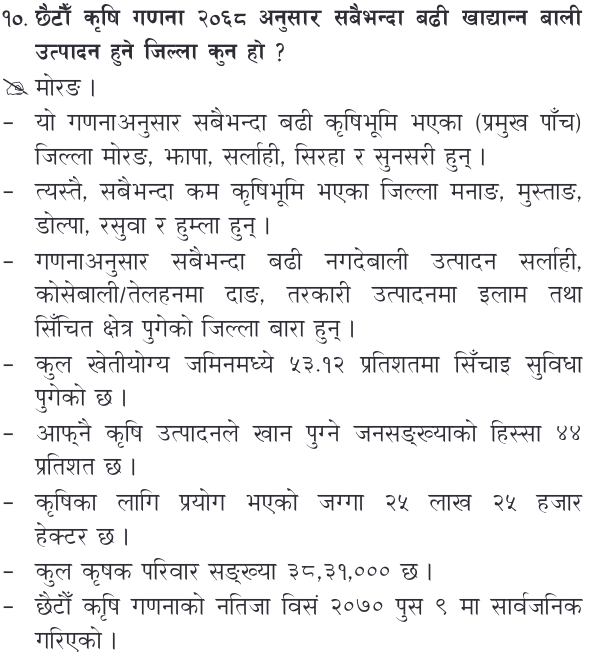 १०. छैटौँ कृषि गणना २०६८ अनुसार सबैभन्दा बढी खाद्यान्न बाली
उत्पादन हुने जिल्ला कुन हो ?
मोरङ ।
- यो गणनाअनुसार सबैभन्दा बढी कृषिभूमि भएका (प्रमुख पाँच)
जिल्ला मोरङ, झापा, सर्लाही, सिरहा र सुनसरी हुन् ।
- त्यस्तै, सबैभन्दा कम कृषिभूमि भएका जिल्ला मनाङ, मुस्ताङ,
डोल्पा, रसुवा र हुम्ला हुन् ।
- गणनाअनुसार सबैभन्दा बढी नगदेबाली उत्पादन सर्लाही,
कोसेबाली/तेलहनमा दाङ, तरकारी उत्पादनमा इलाम तथा
सिँचित क्षेत्र पुगेको जिल्ला बारा हुन् ।
- कुल खेतीयोग्य जमिनमध्ये ५३.१२ प्रतिशतमा सिँचाइ सुविधा
पुगेको छ ।
- आफ्‌नै कृषि उत्पादनले खान पुग्ने जनसङ्ख्याको हिस्सा ४४
प्रतिशत छ ।
- कृषिका लागि प्रयोग भएको जग्गा २५ लाख २५ हजार
हेक्टर छ ।
- कुल कृषक परिवार सङ्ख्या ३८,३१,००० छ ।
- छैटौँ कृषि गणनाको नतिजा विसं २०७० पुस ९ मा सार्वजनिक
गरिएको ।